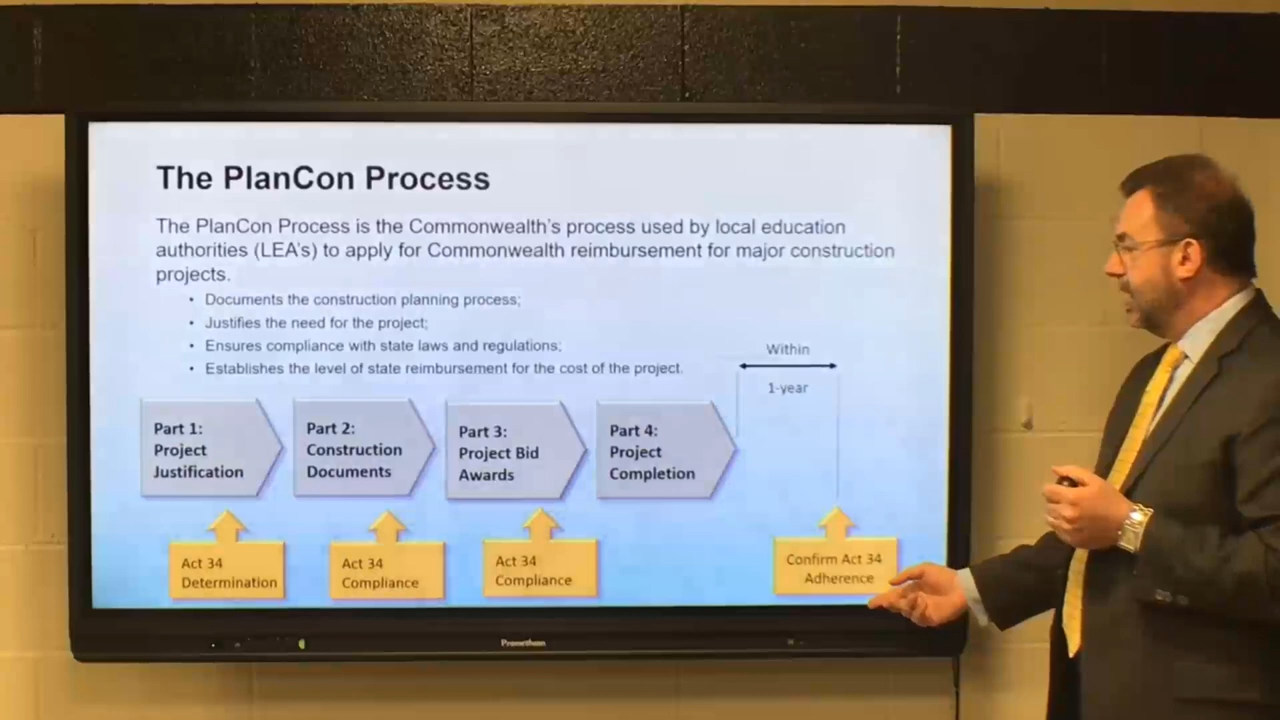 The PlanCon Process
The PlanCon Process is the Commonwealth's process used by local education
authorities (LEA's) to apply for Commonwealth reimbursement for major construction
projects.
• Documents the construction planning process;
• Justifies the need for the project;
• Ensures compliance with state laws and regulations;
• Establishes the level of state reimbursement for the cost of the project.
Within
1-year
Part 1:
Project
Justification
Part 2:
Construction
Documents
Part 3:
Project Bid
Awards
Part 4:
Project
Completion
Act 34
Determination
Act 34
Compliance
Act 34
Compliance
Confirm Act 34
Adherence
Promethean